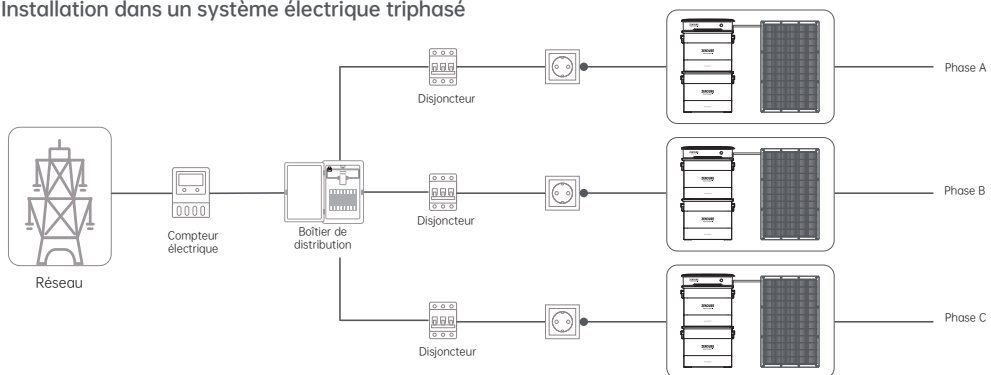 Installation dans un système électrique triphasé
Disjoncteur
Phase A
Réseau
Compteur
électrique
Boîtier de
distribution
Disjoncteur
Phase B
Disjoncteur
Phase C